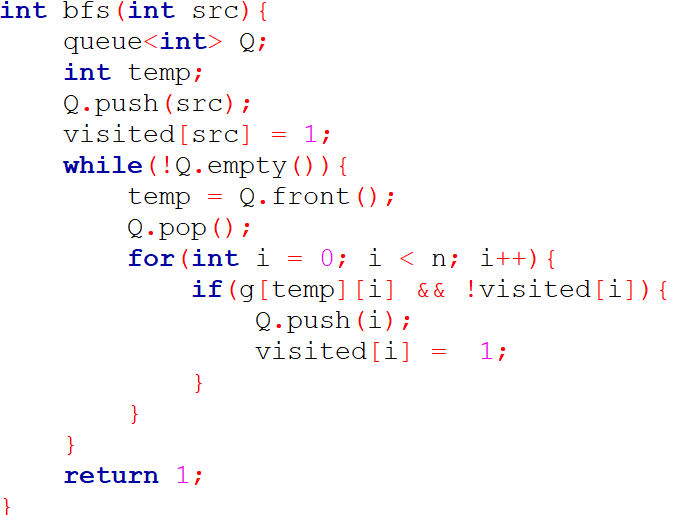 int bfs(int src){
    queue<int> Q;
    int temp;
    Q.push(src);
    visited[src] = 1;
    while(!Q.empty()){
        temp = Q.front();
        Q.pop();
        for(int i = 0; i < n; i++){
            if(g[temp][i] && !visited[i]){
                Q.push(i);
                visited[i] =  1;
            }
        }
    }
    return 1;
}